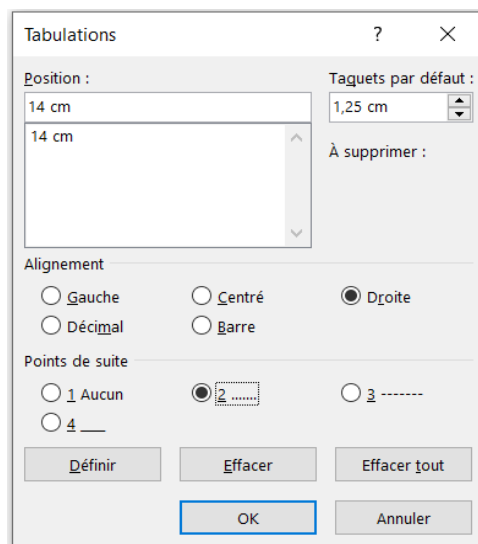 Tabulations ? ×
Position : Taquets par défaut :
14 cm 1,25 cm
14 cm
À supprimer :
Alignement
Gauche Centré Droite
Décimal Barre
Points de suite
1 Aucun 2 ....... 3 -------
4 ___
Définir Effacer Effacer tout
OK Annuler